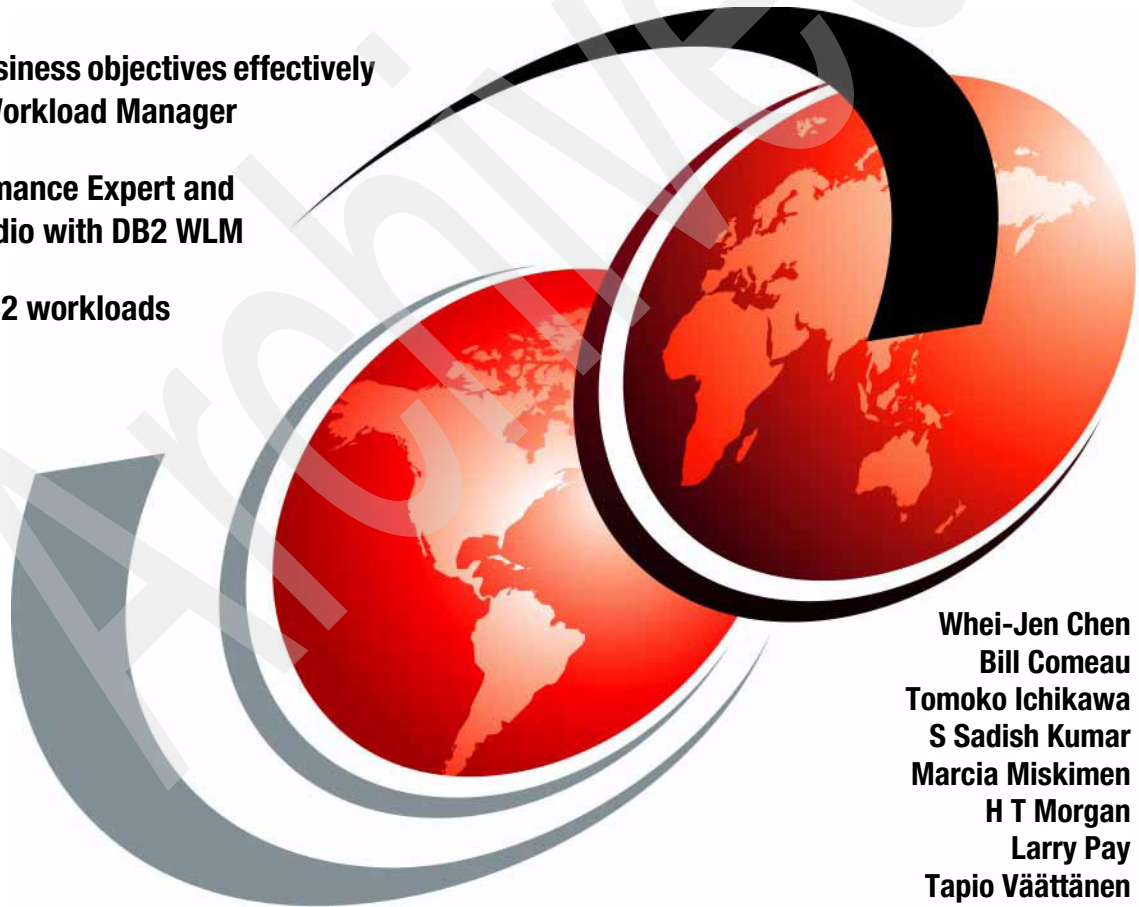 siness objectives effectively
Workload Manager
mance Expert and
dio with DB2 WLM
2 workloads
Whei-Jen Chen
Bill Comeau
Tomoko Ichikawa
S Sadish Kumar
Marcia Miskimen
H T Morgan
Larry Pay
Tapio Väättänen
Archive